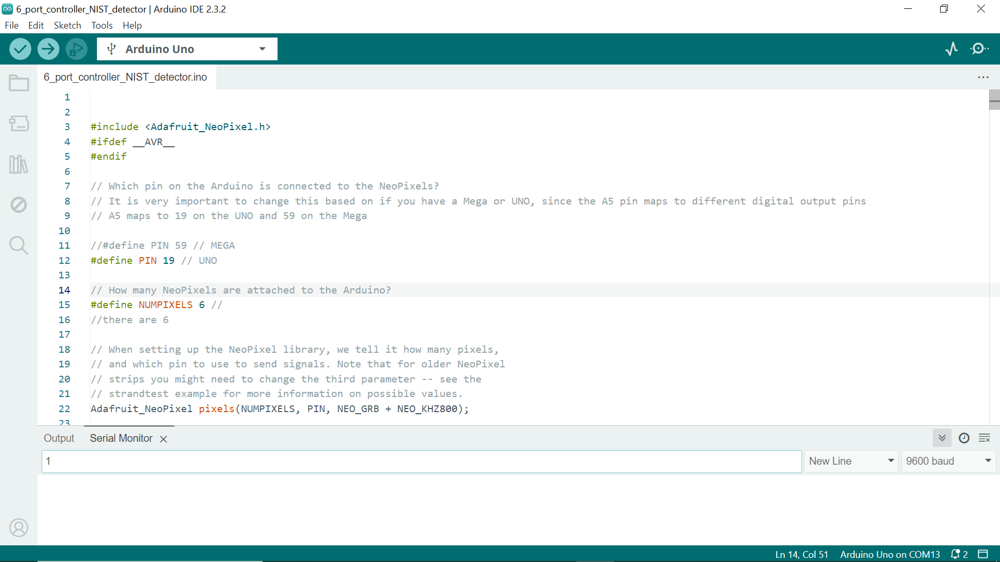 6_port_controller_NIST_detector | Arduino IDE 2.3.2
File Edit Sketch Tools Help
Arduino Uno
6_port_controller_NIST_detector.ino
1
2
3 #include <Adafruit_NeoPixel.h>
4 #ifdef __AVR__
5 #endif
6
7 // Which pin on the Arduino is connected to the NeoPixels?
8 // It is very important to change this based on if you have a Mega or UNO, since the A5 pin maps to different digital output pins
9 // A5 maps to 19 on the UNO and 59 on the Mega
10
11 //#define PIN 59 // MEGA
12 #define PIN 19 // UNO
13
14 // How many NeoPixels are attached to the Arduino?
15 #define NUMPIXELS 6 //
16 //there are 6
17
18 // When setting up the NeoPixel library, we tell it how many pixels,
19 // and which pin to use to send signals. Note that for older NeoPixel
20 // strips you might need to change the third parameter -- see the
21 // strandtest example for more information on possible values.
22 Adafruit_NeoPixel pixels(NUMPIXELS, PIN, NEO_GRB + NEO_KHZ800);
23
Output Serial Monitor
1 New Line 9600 baud
Ln 14, Col 51 Arduino Uno on COM13 2